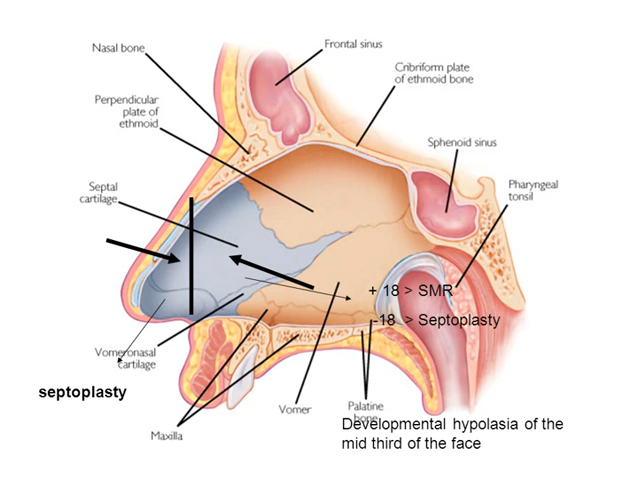 Nasal bone
Frontal sinus
Cribriform plate
of ethmoid bone
Perpendicular
plate of
ethmoid
Sphenoid sinus
Septal
cartilage
Pharyngeal
tonsil
+ 18 > SMR
-18 > Septoplasty
Vomeronasal
cartilage
septoplasty
Vomer
Palatine
bone
Maxilla
Developmental hypolasia of the
mid third of the face